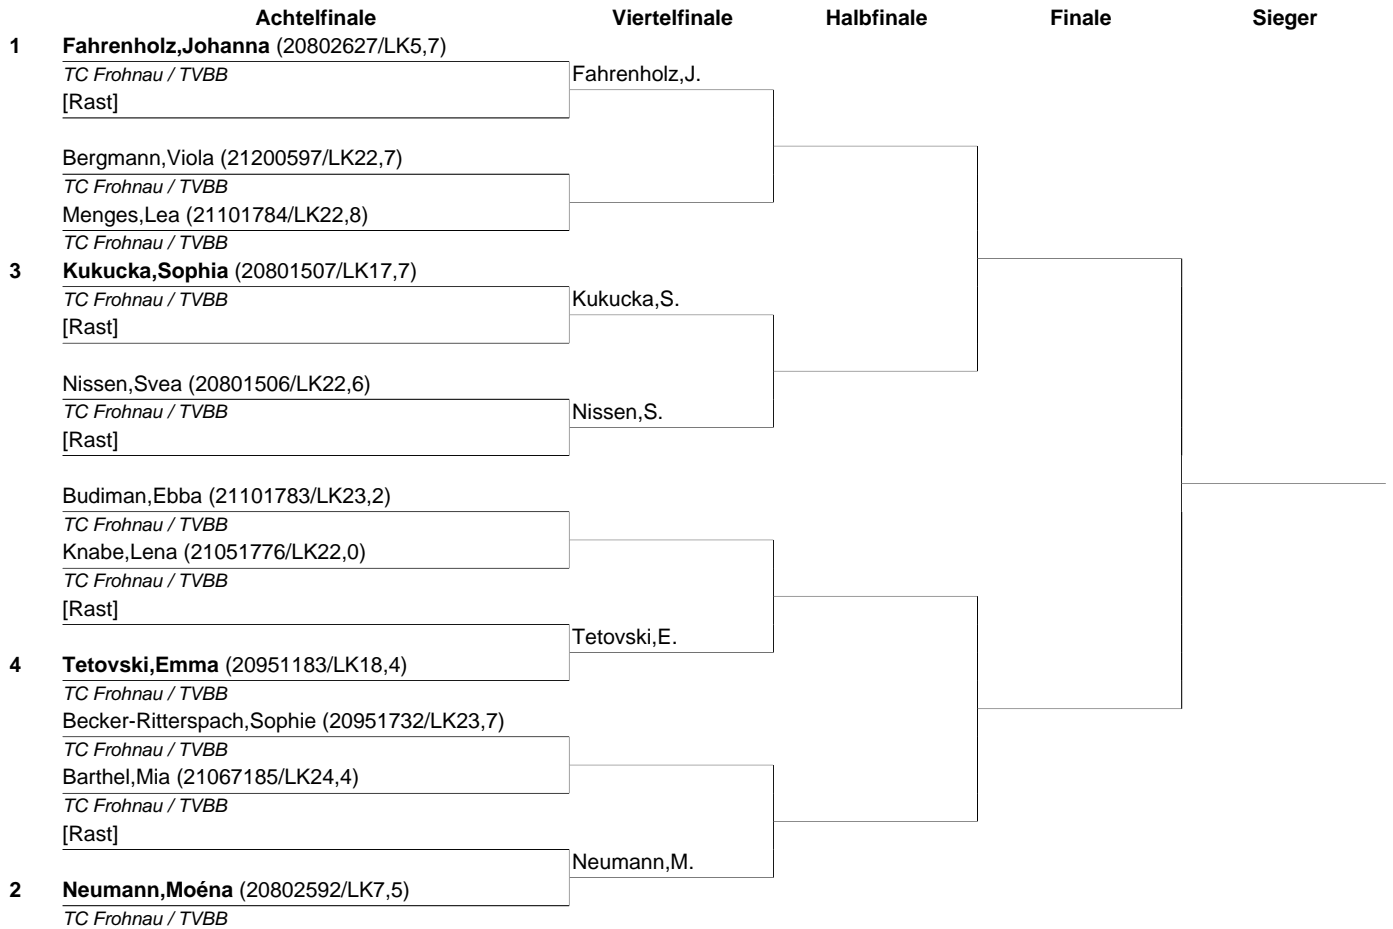 Achtelfinale Viertelfinale Halbfinale Finale Sieger
1 Fahrenholz,Johanna (20802627/LK5,7)
TC Frohnau / TVBB
Fahrenholz,J.
[Rast]
Bergmann,Viola (21200597/LK22,7)
TC Frohnau / TVBB
Menges,Lea (21101784/LK22,8)
TC Frohnau / TVBB
3 Kukucka,Sophia (20801507/LK17,7)
TC Frohnau / TVBB
Kukucka,S.
[Rast]
Nissen,Svea (20801506/LK22,6)
TC Frohnau / TVBB
Nissen,S.
[Rast]
Budiman,Ebba (21101783/LK23,2)
TC Frohnau / TVBB
Knabe,Lena (21051776/LK22,0)
TC Frohnau / TVBB
[Rast]
Tetovski,E.
4 Tetovski,Emma (20951183/LK18,4)
TC Frohnau / TVBB
Becker-Ritterspach,Sophie (20951732/LK23,7)
TC Frohnau / TVBB
Barthel,Mia (21067185/LK24,4)
TC Frohnau / TVBB
[Rast]
Neumann,M.
2 Neumann,Moéna (20802592/LK7,5)
TC Frohnau / TVBB